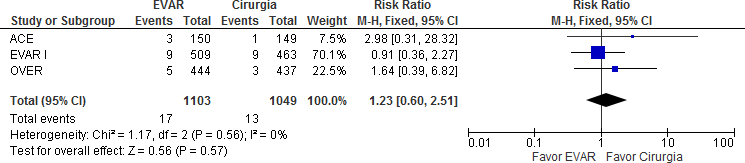 EVAR Cirurgia Risk Ratio Risk Ratio
Study or Subgroup Events Total Events Total Weight M-H, Fixed, 95% CI M-H, Fixed, 95% CI
ACE 3 150 1 149 7.5% 2.98 [0.31, 28.32]
EVAR I 9 509 9 463 70.1% 0.91 [0.36, 2.27]
OVER 5 444 3 437 22.5% 1.64 [0.39, 6.82]
Total (95% CI) 1103 1049 100.0% 1.23 [0.60, 2.51]
Total events 17 13
Heterogeneity: Chi² = 1.17, df = 2 (P = 0.56); I² = 0%
Test for overall effect: Z = 0.56 (P = 0.57)
0.01 0.1 1 10 100
Favor EVAR Favor Cirurgia